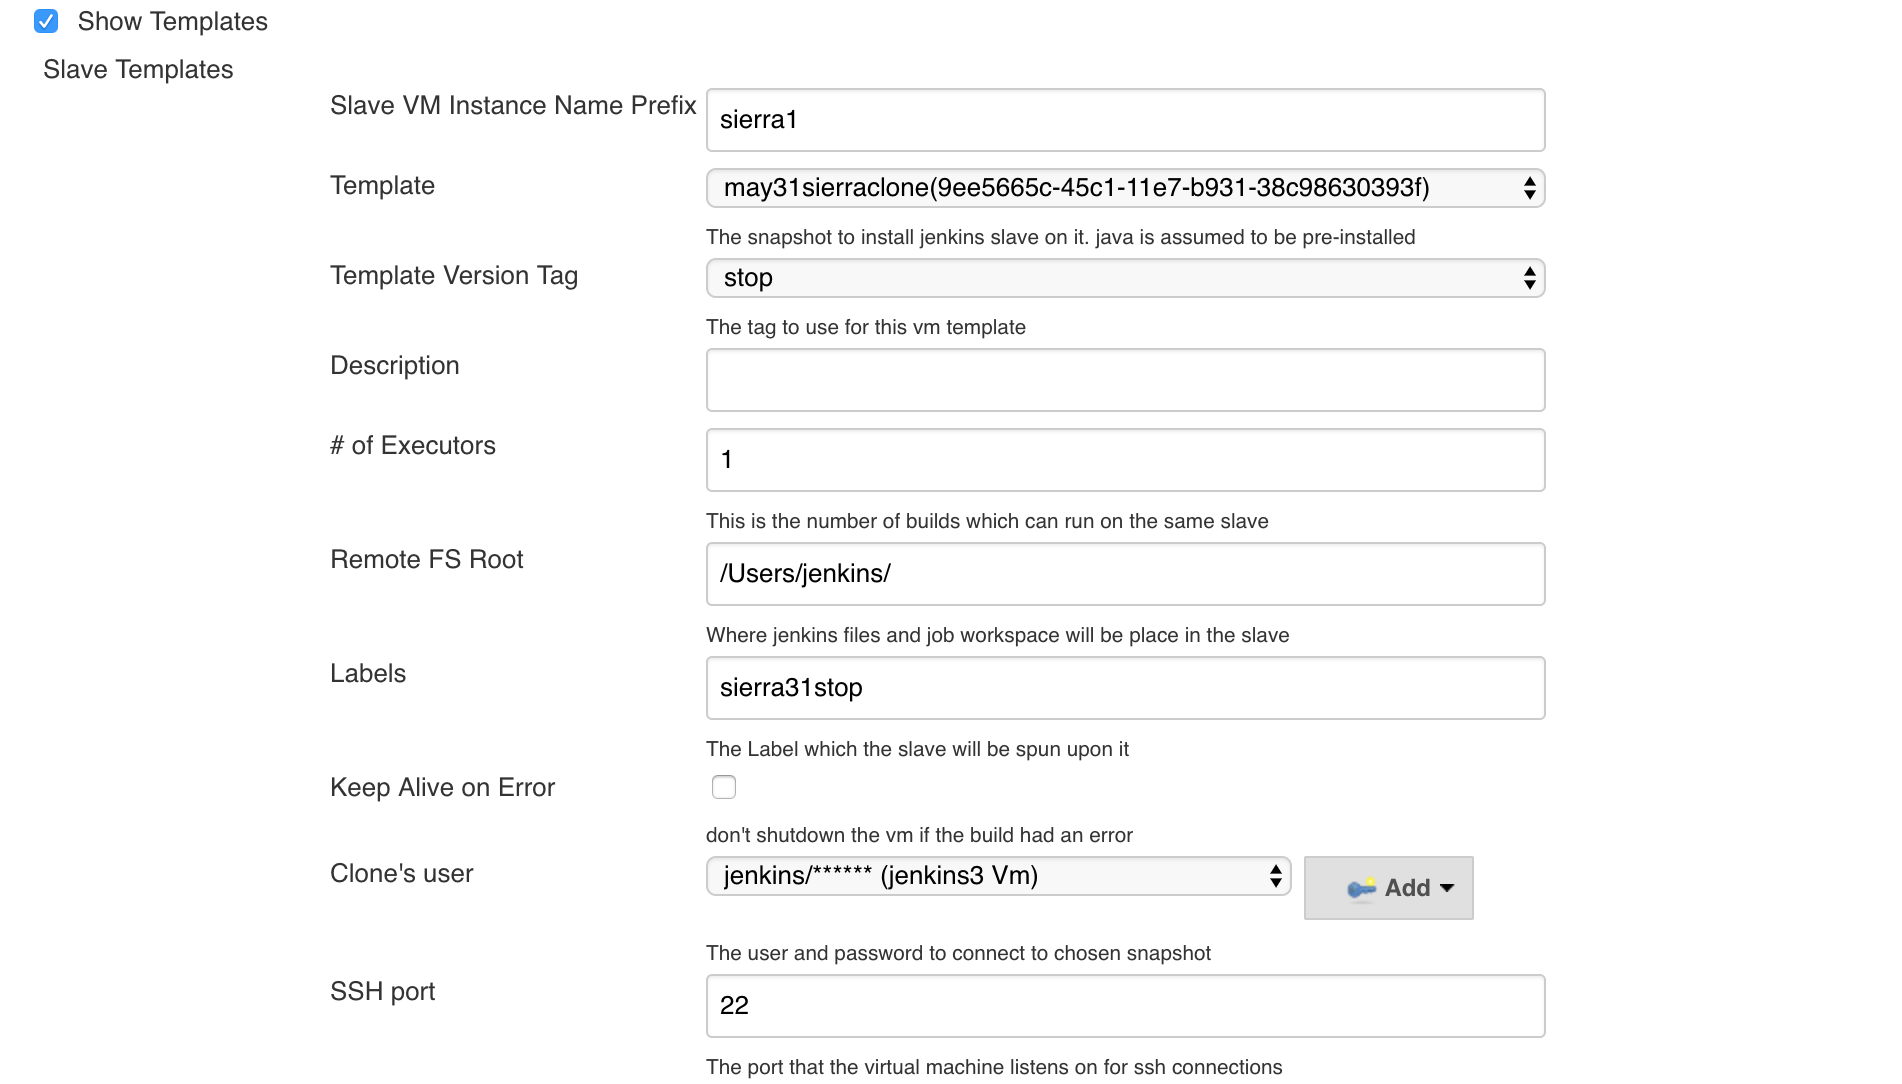 Show Templates
Slave Templates
Slave VM Instance Name Prefix
sierra1
Template
may31sierraclone(9ee5665c-45c1-11e7-b931-38c98630393f)
The snapshot to install jenkins slave on it. java is assumed to be pre-installed
Template Version Tag
stop
The tag to use for this vm template
Description
# of Executors
1
This is the number of builds which can run on the same slave
Remote FS Root
/Users/jenkins/
Where jenkins files and job workspace will be place in the slave
Labels
sierra31stop
The Label which the slave will be spun upon it
Keep Alive on Error
don't shutdown the vm if the build had an error
Clone's user
jenkins/****** (jenkins3 Vm)
Add
The user and password to connect to chosen snapshot
SSH port
22
The port that the virtual machine listens on for ssh connections